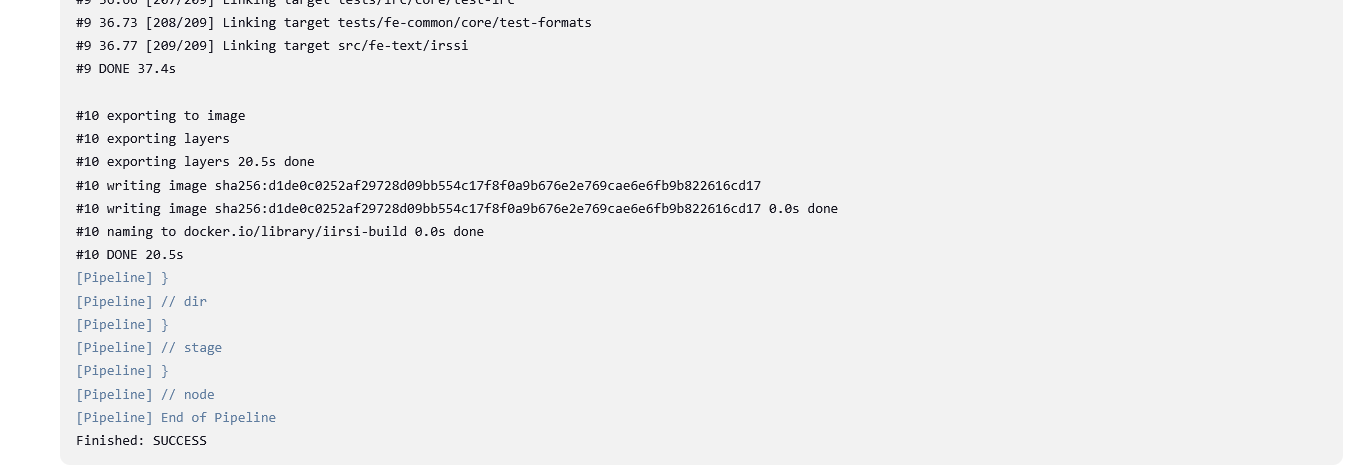 #9 36.66 [207/209] Linking target tests/irc/core/test-irc
#9 36.73 [208/209] Linking target tests/fe-common/core/test-formats
#9 36.77 [209/209] Linking target src/fe-text/irssi
#9 DONE 37.4s
#10 exporting to image
#10 exporting layers
#10 exporting layers 20.5s done
#10 writing image sha256:d1de0c0252af29728d09bb554c17f8f0a9b676e2e769cae6e6fb9b822616cd17
#10 writing image sha256:d1de0c0252af29728d09bb554c17f8f0a9b676e2e769cae6e6fb9b822616cd17 0.0s done
#10 naming to docker.io/library/iirsi-build 0.0s done
#10 DONE 20.5s
[Pipeline] }
[Pipeline] // dir
[Pipeline] }
[Pipeline] // stage
[Pipeline] }
[Pipeline] // node
[Pipeline] End of Pipeline
Finished: SUCCESS